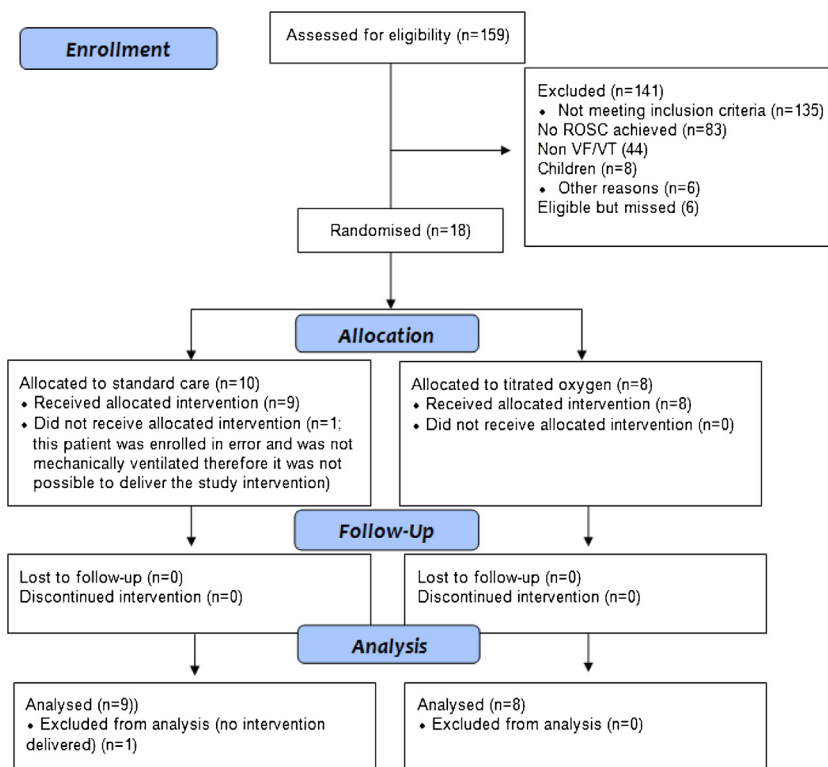 Enrollment
Assessed for eligibility (n=159)
Excluded (n=141)
⬥ Not meeting inclusion criteria (n=135)
No ROSC achieved (n=83)
Non VF/VT (44)
Children (n=8)
⬥ Other reasons (n=6)
Eligible but missed (6)
Randomised (n=18)
Allocation
Allocated to standard care (n=10)
⬥ Received allocated intervention (n=9)
⬥ Did not receive allocated intervention (n=1;
this patient was enrolled in error and was not
mechanically ventilated therefore it was not
possible to deliver the study intervention)
Allocated to titrated oxygen (n=8)
⬥ Received allocated intervention (n=8)
⬥ Did not receive allocated intervention (n=0)
Follow-Up
Lost to follow-up (n=0)
Discontinued intervention (n=0)
Lost to follow-up (n=0)
Discontinued intervention (n=0)
Analysis
Analysed (n=9))
⬥ Excluded from analysis (no intervention
delivered) (n=1)
Analysed (n=8)
⬥ Excluded from analysis (n=0)